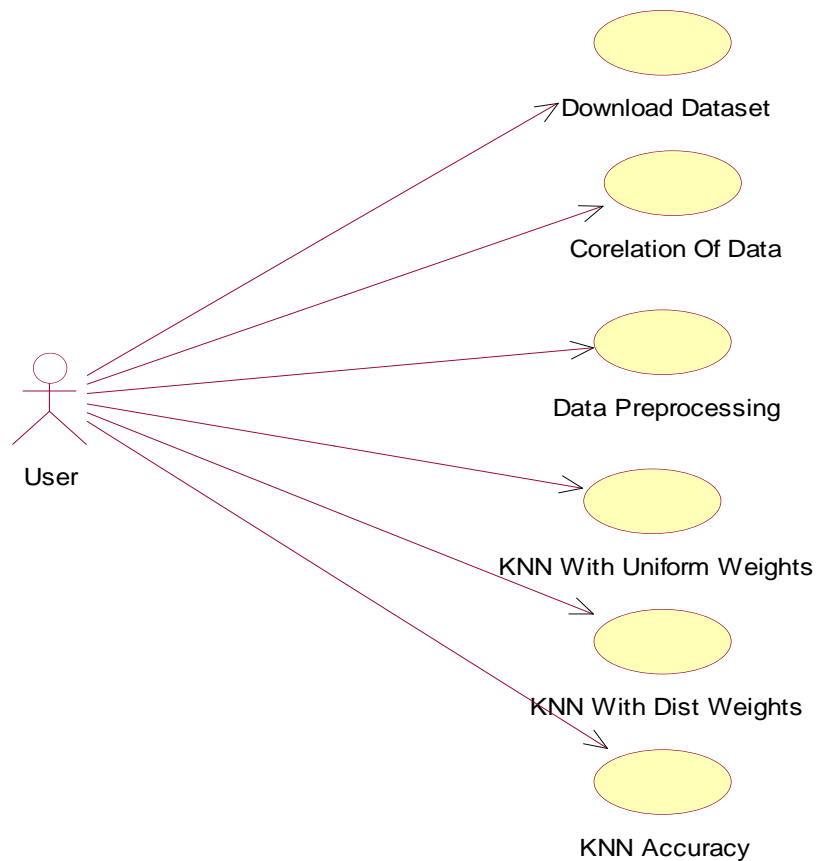 Download Dataset
Corelation Of Data
Data Preprocessing
User
KNN With Uniform Weights
KNN With Dist Weights
KNN Accuracy